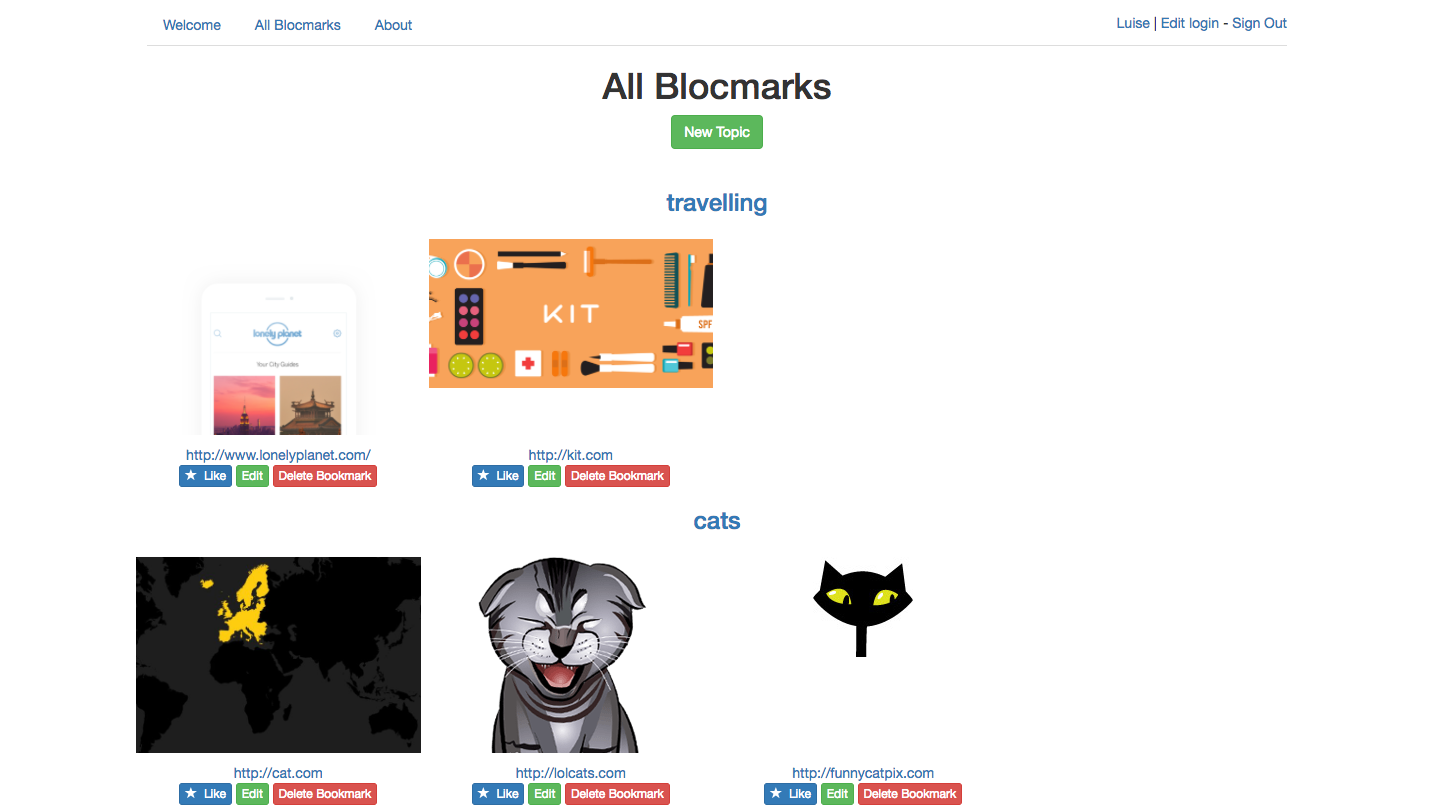 Welcome All Blocmarks About Luise | Edit login - Sign Out
All Blocmarks
New Topic
travelling
lonely planet
Your City Guides
KIT
SPF
http://www.lonelyplanet.com/ http://kit.com
★ Like Edit Delete Bookmark ★ Like Edit Delete Bookmark
cats
http://cat.com http://lolcats.com http://funnycatpix.com
★ Like Edit Delete Bookmark ★ Like Edit Delete Bookmark ★ Like Edit Delete Bookmark